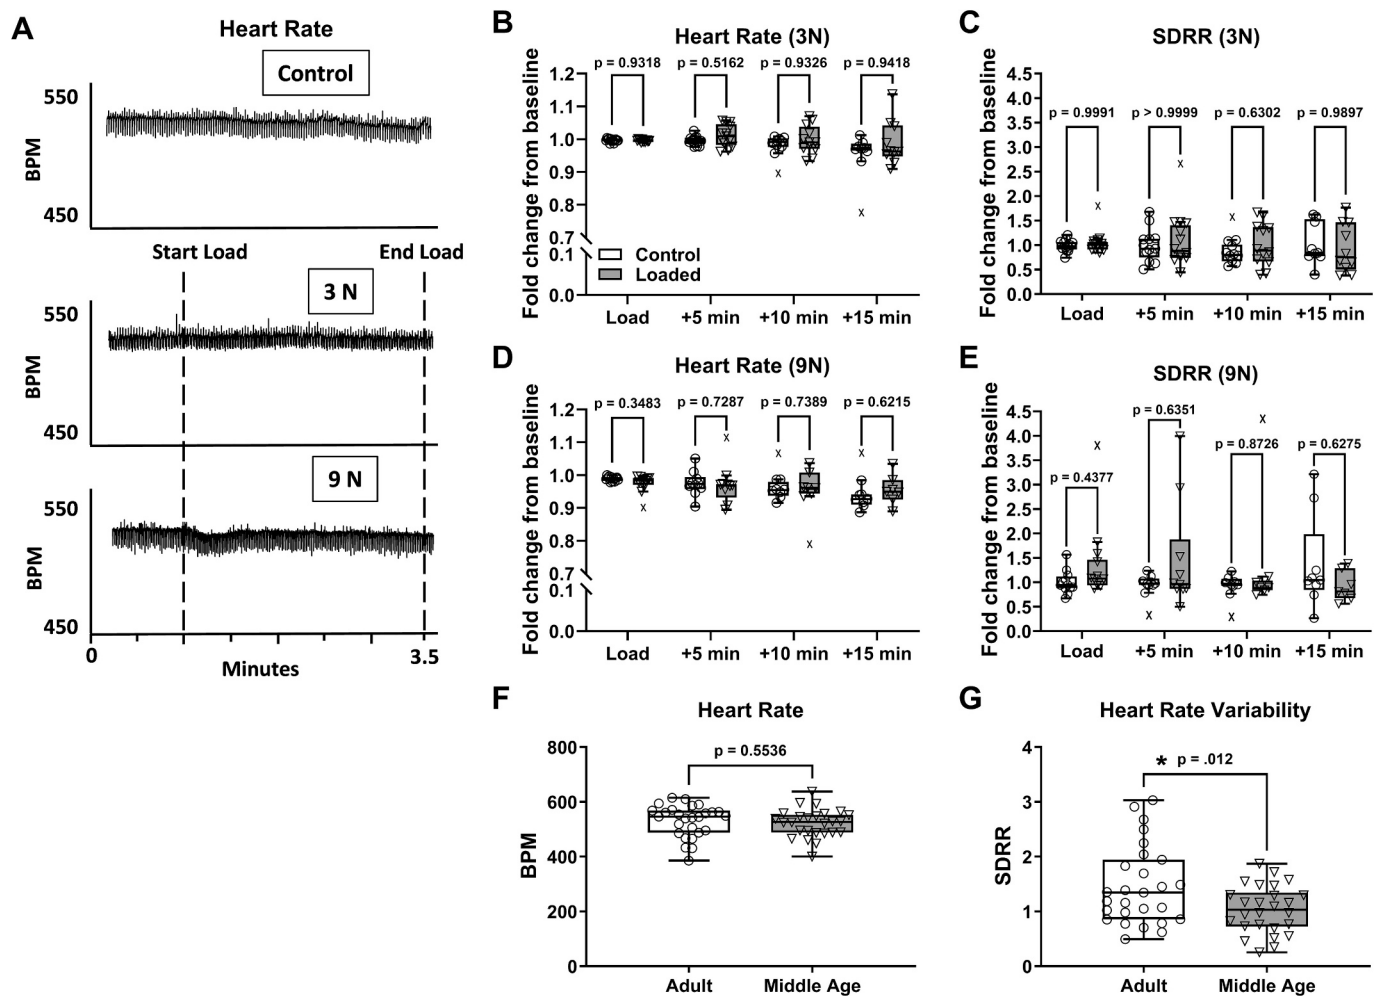 A
Heart Rate
Control
550
BPM
450
Start Load
End Load
3 N
550
BPM
450
9 N
550
BPM
450
0
Minutes
3.5
B
Heart Rate (3N)
Fold change from baseline
p = 0.9318
p = 0.5162
p = 0.9326
p = 0.9418
1.2
1.1
1.0
0.9
0.8
0.7
0.1
0.0
Control
Loaded
Load
+5 min
+10 min
+15 min
C
SDRR (3N)
Fold change from baseline
p = 0.9991
p > 0.9999
p = 0.6302
p = 0.9897
4.5
4.0
3.5
3.0
2.5
2.0
1.5
1.0
0.5
0.0
Load
+5 min
+10 min
+15 min
D
Heart Rate (9N)
Fold change from baseline
p = 0.3483
p = 0.7287
p = 0.7389
p = 0.6215
1.2
1.1
1.0
0.9
0.8
0.7
0.1
0.0
Load
+5 min
+10 min
+15 min
E
SDRR (9N)
Fold change from baseline
p = 0.4377
p = 0.6351
p = 0.8726
p = 0.6275
4.5
4.0
3.5
3.0
2.5
2.0
1.5
1.0
0.5
0.0
Load
+5 min
+10 min
+15 min
F
Heart Rate
BPM
p = 0.5536
800
600
400
200
0
Adult
Middle Age
G
Heart Rate Variability
SDRR
* p = .012
4
3
2
1
0
Adult
Middle Age